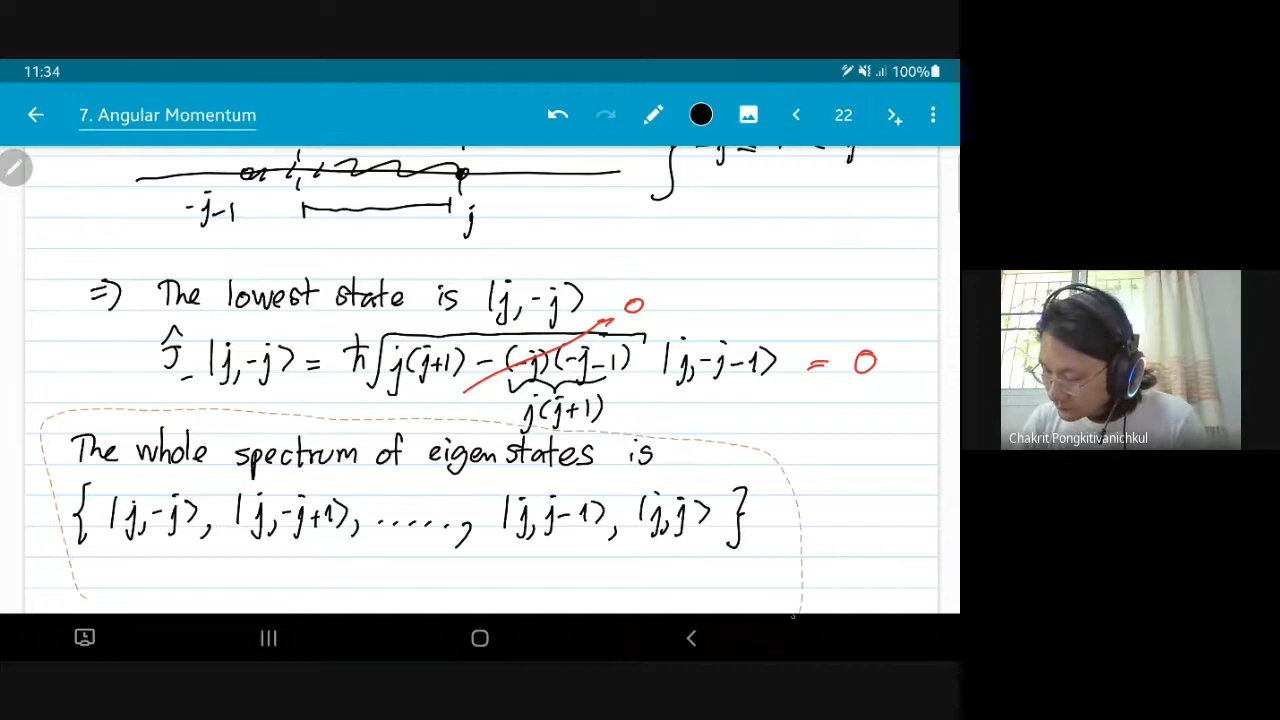 11:34
100%
7. Angular Momentum
22
-j-1
j
⇒ The lowest state is |j,-j⟩
0
Ĵ_ |j,-j⟩ = ħ√(j(j+1) - (-j)(-j-1)) |j,-j-1⟩ = 0
j(j+1)
The whole spectrum of eigenstates is
{ |j,-j⟩, |j,-j+1⟩, ....., |j,j-1⟩, |j,j⟩ }
Chakrit Pongkitivanichkul